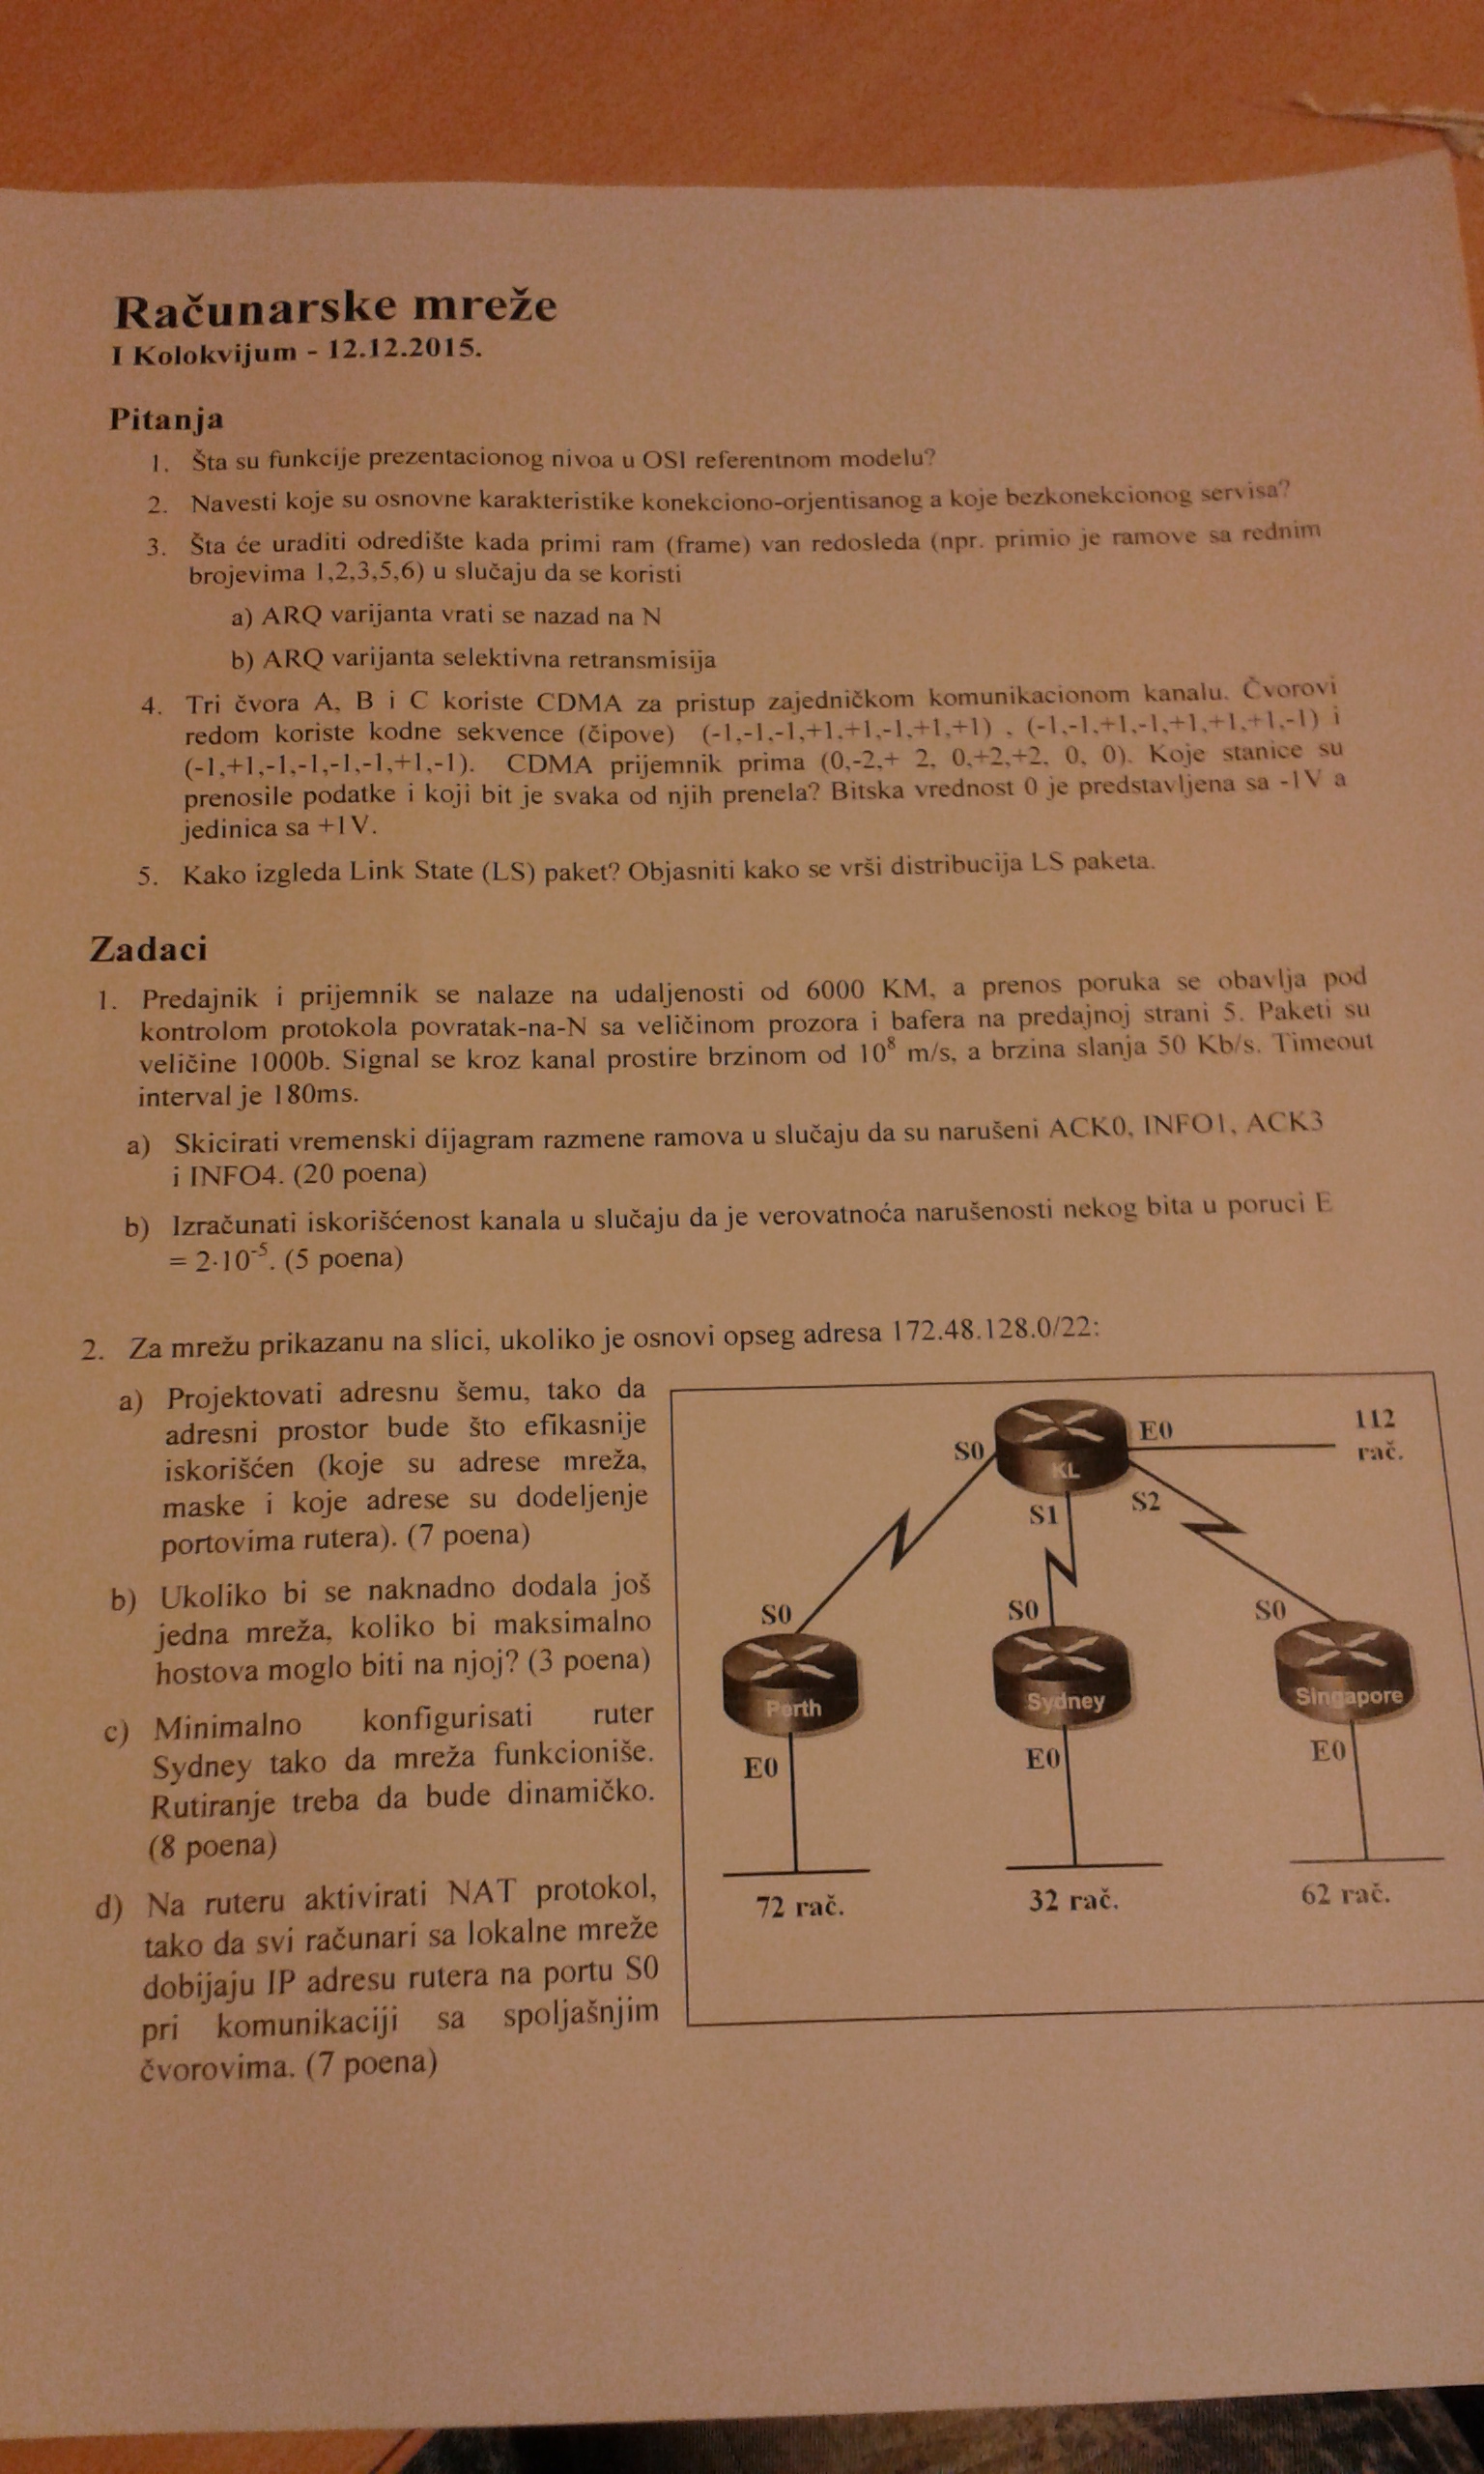 Računarske mreže
I Kolokvijum - 12.12.2015.
Pitanja
1. Šta su funkcije prezentacionog nivoa u OSI referentnom modelu?
2. Navesti koje su osnovne karakteristike konekciono-orjentisanog a koje bezkonekcionog servisa?
3. Šta će uraditi odredište kada primi ram (frame) van redosleda (npr. primio je ramove sa rednim
brojevima 1,2,3,5,6) u slučaju da se koristi
a) ARQ varijanta vrati se nazad na N
b) ARQ varijanta selektivna retransmisija
4. Tri čvora A, B i C koriste CDMA za pristup zajedničkom komunikacionom kanalu. Čvorovi
redom koriste kodne sekvence (čipove) (-1,-1,-1,+1,+1,-1,+1,+1) , (-1,-1,+1,-1,+1,+1,+1,-1) i
(-1,+1,-1,-1,-1,-1,+1,-1). CDMA prijemnik prima (0,-2,+ 2, 0,+2,+2, 0, 0). Koje stanice su
prenosile podatke i koji bit je svaka od njih prenela? Bitska vrednost 0 je predstavljena sa -1V a
jedinica sa +1V.
5. Kako izgleda Link State (LS) paket? Objasniti kako se vrši distribucija LS paketa.
Zadaci
1. Predajnik i prijemnik se nalaze na udaljenosti od 6000 KM, a prenos poruka se obavlja pod
kontrolom protokola povratak-na-N sa veličinom prozora i bafera na predajnoj strani 5. Paketi su
veličine 1000b. Signal se kroz kanal prostire brzinom od 10⁸ m/s, a brzina slanja 50 Kb/s. Timeout
interval je 180ms.
a) Skicirati vremenski dijagram razmene ramova u slučaju da su narušeni ACK0, INFO1, ACK3
i INFO4. (20 poena)
b) Izračunati iskorišćenost kanala u slučaju da je verovatnoća narušenosti nekog bita u poruci E
= 2·10⁻⁵. (5 poena)
2. Za mrežu prikazanu na slici, ukoliko je osnovi opseg adresa 172.48.128.0/22:
a) Projektovati adresnu šemu, tako da
adresni prostor bude što efikasnije
iskorišćen (koje su adrese mreža,
maske i koje adrese su dodeljenje
portovima rutera). (7 poena)
b) Ukoliko bi se naknadno dodala još
jedna mreža, koliko bi maksimalno
hostova moglo biti na njoj? (3 poena)
c) Minimalno konfigurisati ruter
Sydney tako da mreža funkcioniše.
Rutiranje treba da bude dinamičko.
(8 poena)
d) Na ruteru aktivirati NAT protokol,
tako da svi računari sa lokalne mreže
dobijaju IP adresu rutera na portu S0
pri komunikaciji sa spoljašnjim
čvorovima. (7 poena)
S0
KL
E0
112
rač.
S1
S2
S0
S0
S0
Perth
Sydney
Singapore
E0
E0
E0
72 rač.
32 rač.
62 rač.